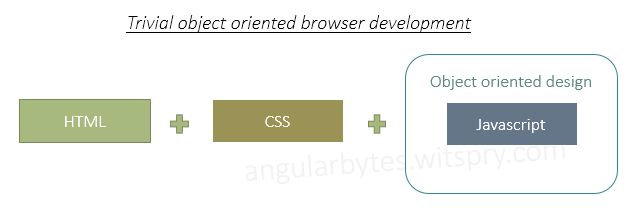 Trivial object oriented browser development
Object oriented design
HTML + CSS + Javascript
angularbytes.witspry.com